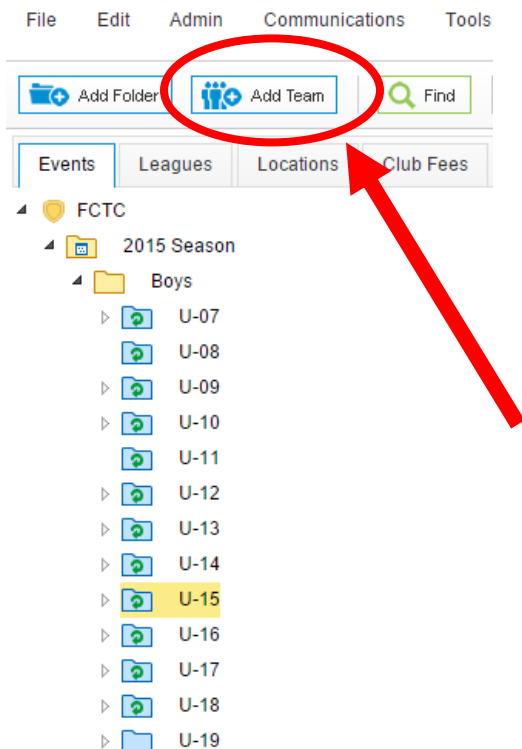 File Edit Admin Communications Tools
Add Folder Add Team Find
Events Leagues Locations Club Fees
FCTC
2015 Season
Boys
U-07
U-08
U-09
U-10
U-11
U-12
U-13
U-14
U-15
U-16
U-17
U-18
U-19